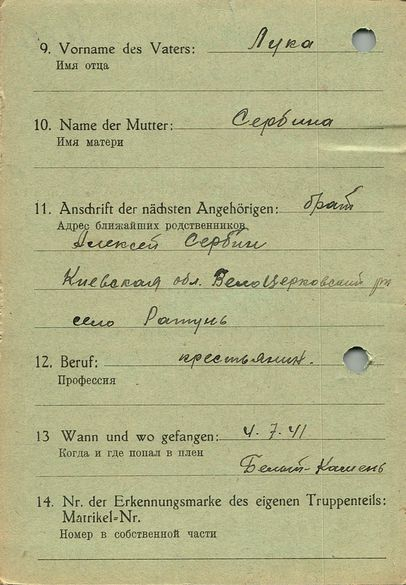 9. Vorname des Vaters: Лука
Имя отца
10. Name der Mutter: Сербина
Имя матери
11. Anschrift der nächsten Angehörigen: брат
Адрес ближайших родственников
Алексей Сербин
Киевская обл. БелоЦерковский рн
село Ратунь
12. Beruf: крестьянин.
Профессия
13 Wann und wo gefangen: 4.7.41
Когда и где попал в плен
Белый-Камень
14. Nr. der Erkennungsmarke des eigenen Truppenteils:
Matrikel-Nr.
Номер в собственной части